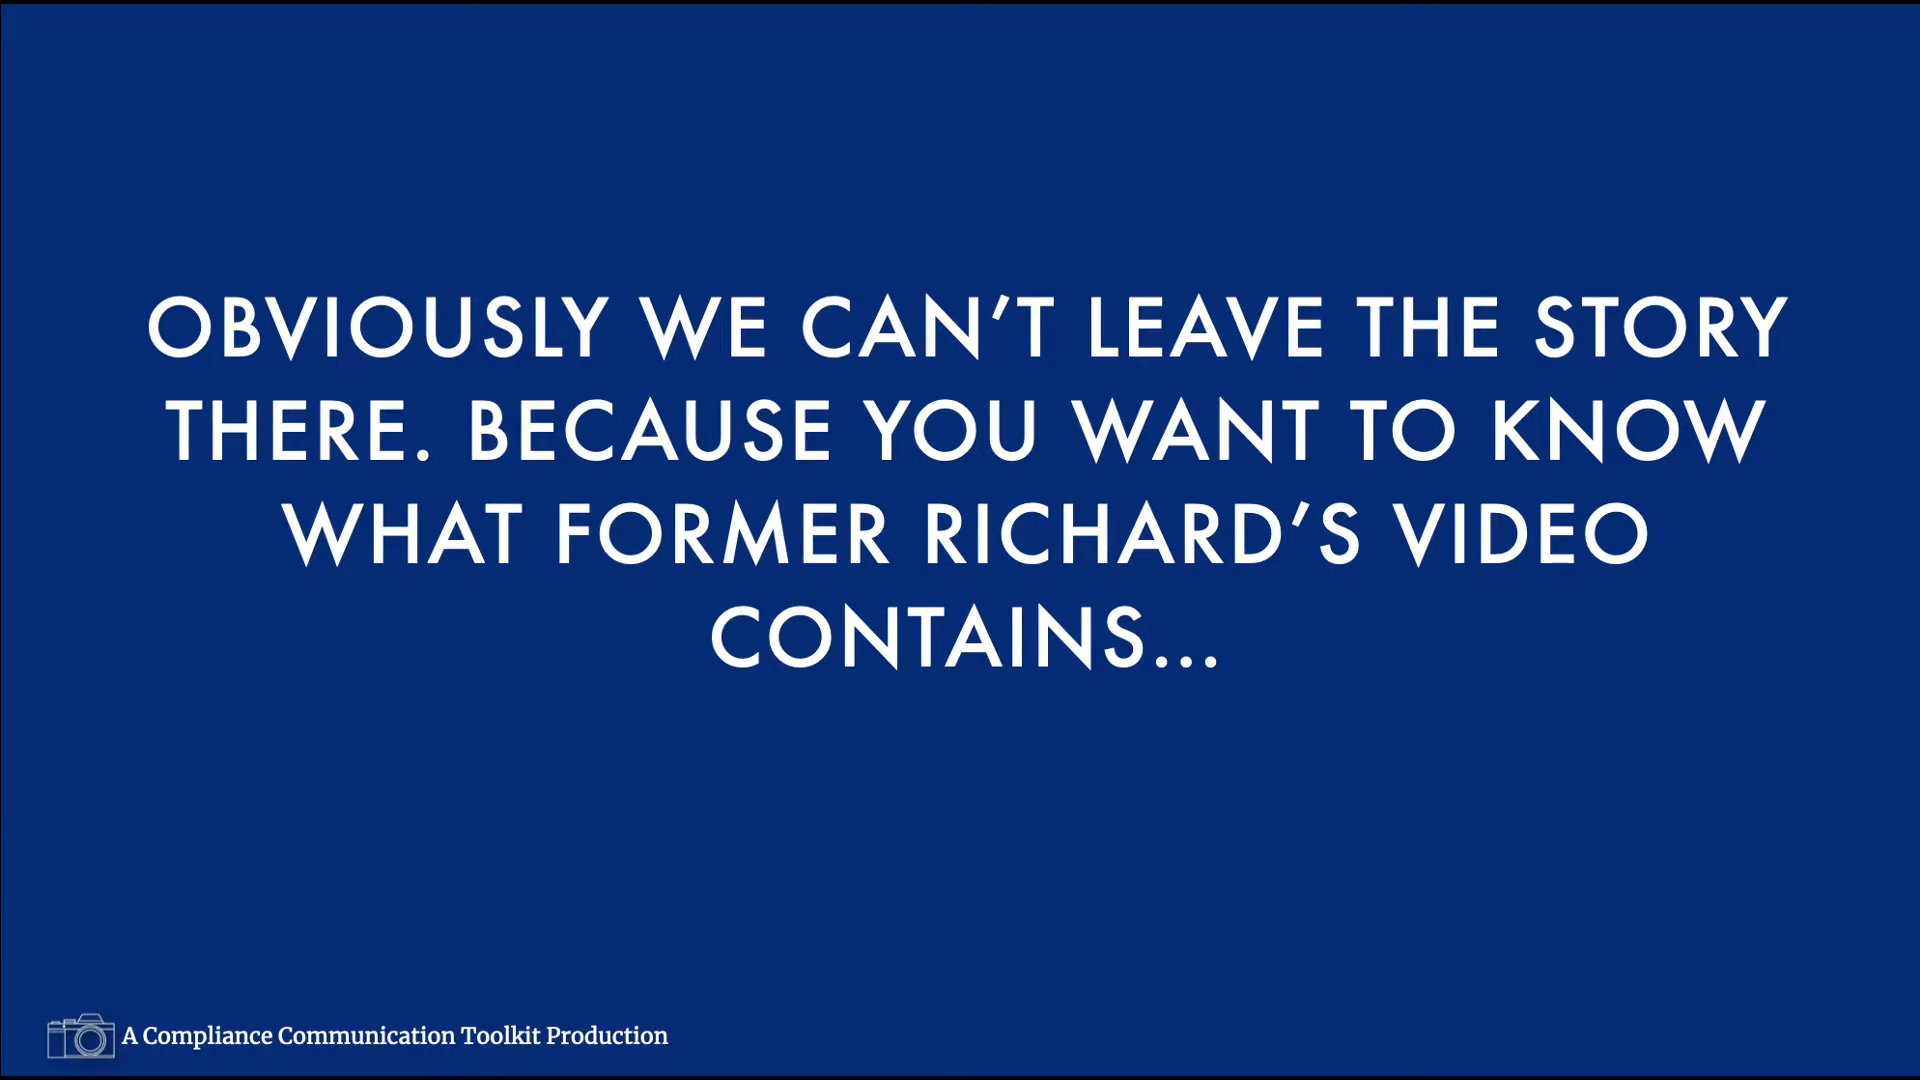 OBVIOUSLY WE CAN’T LEAVE THE STORY
THERE. BECAUSE YOU WANT TO KNOW
WHAT FORMER RICHARD’S VIDEO
CONTAINS...
A Compliance Communication Toolkit Production